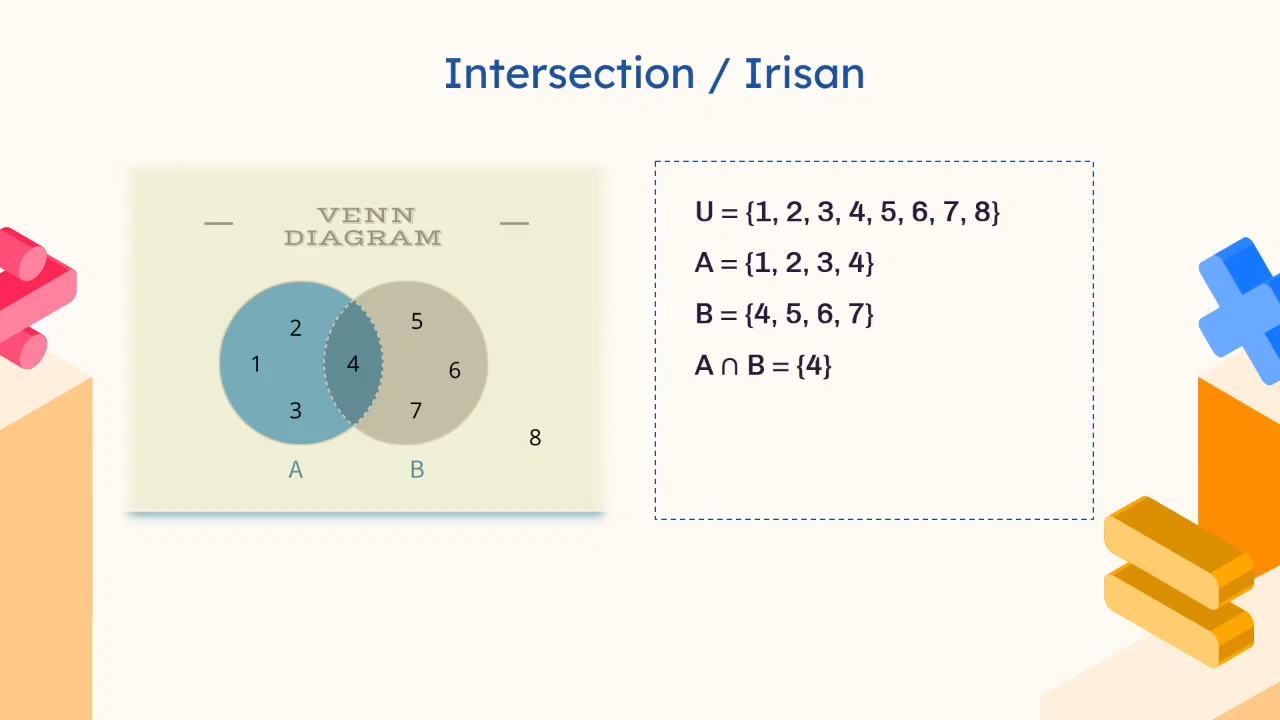 Intersection / Irisan
VENN
DIAGRAM
2
5
1
4
6
3
7
8
A
B
U = {1, 2, 3, 4, 5, 6, 7, 8}
A = {1, 2, 3, 4}
B = {4, 5, 6, 7}
A ∩ B = {4}